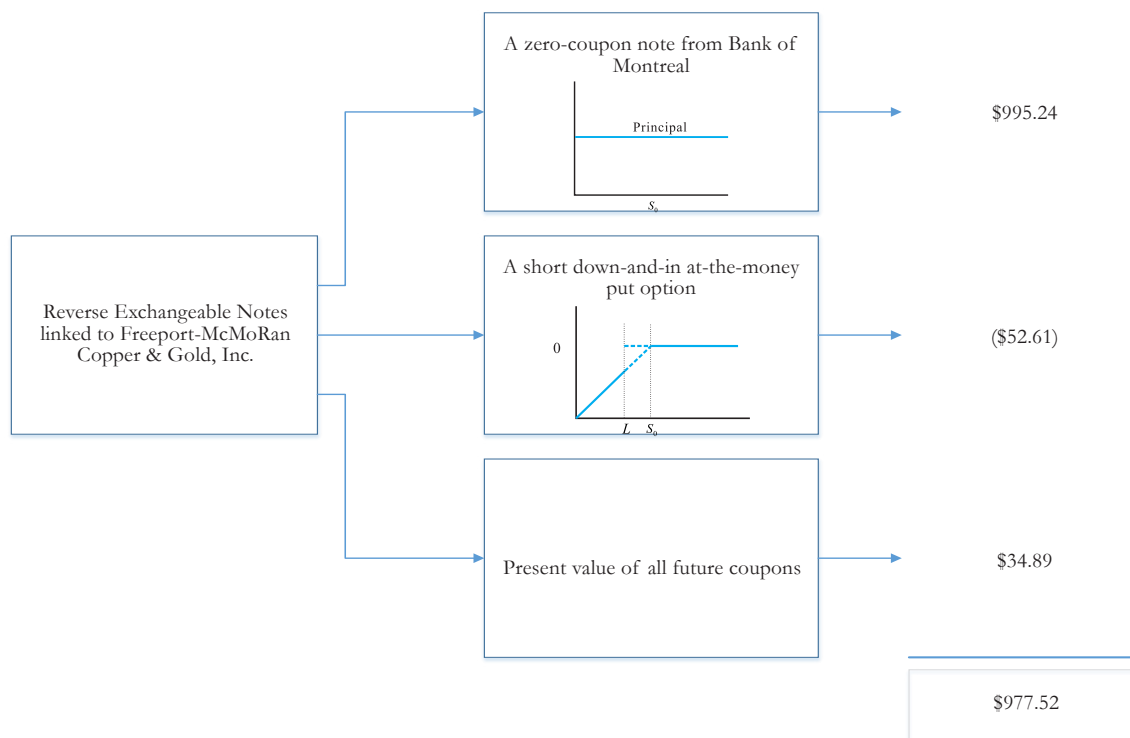 A zero-coupon note from Bank of
Montreal
Principal
S₀
$995.24
Reverse Exchangeable Notes
linked to Freeport-McMoRan
Copper & Gold, Inc.
A short down-and-in at-the-money
put option
0
L S₀
($52.61)
Present value of all future coupons
$34.89
$977.52